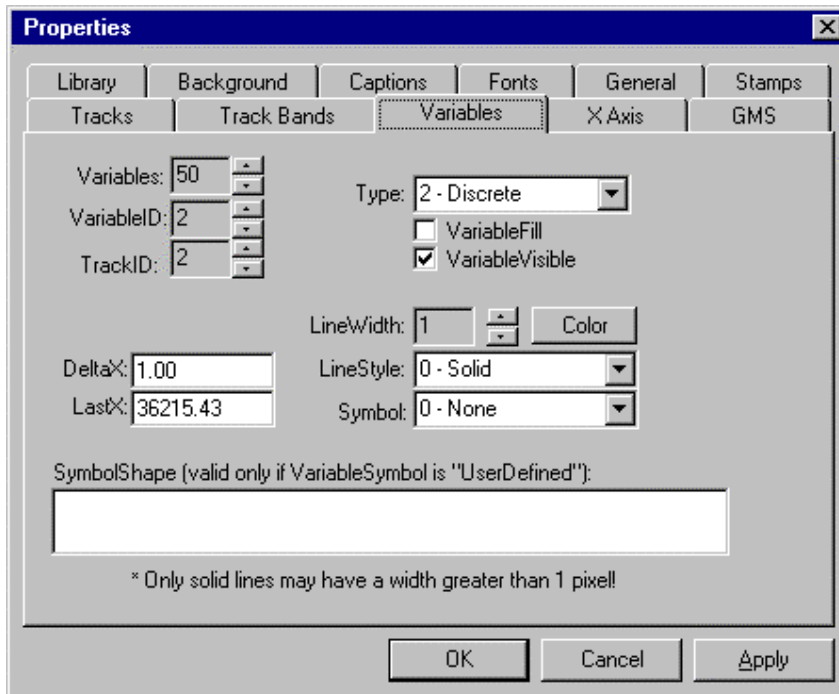 Properties
Library Background Captions Fonts General Stamps
Tracks Track Bands Variables X Axis GMS
Variables: 50
Type: 2 - Discrete
VariableID: 2
VariableFill
TrackID: 2
VariableVisible
LineWidth: 1 Color
DeltaX: 1.00
LineStyle: 0 - Solid
LastX: 36215.43
Symbol: 0 - None
SymbolShape (valid only if VariableSymbol is "UserDefined"):
* Only solid lines may have a width greater than 1 pixel!
OK Cancel Apply